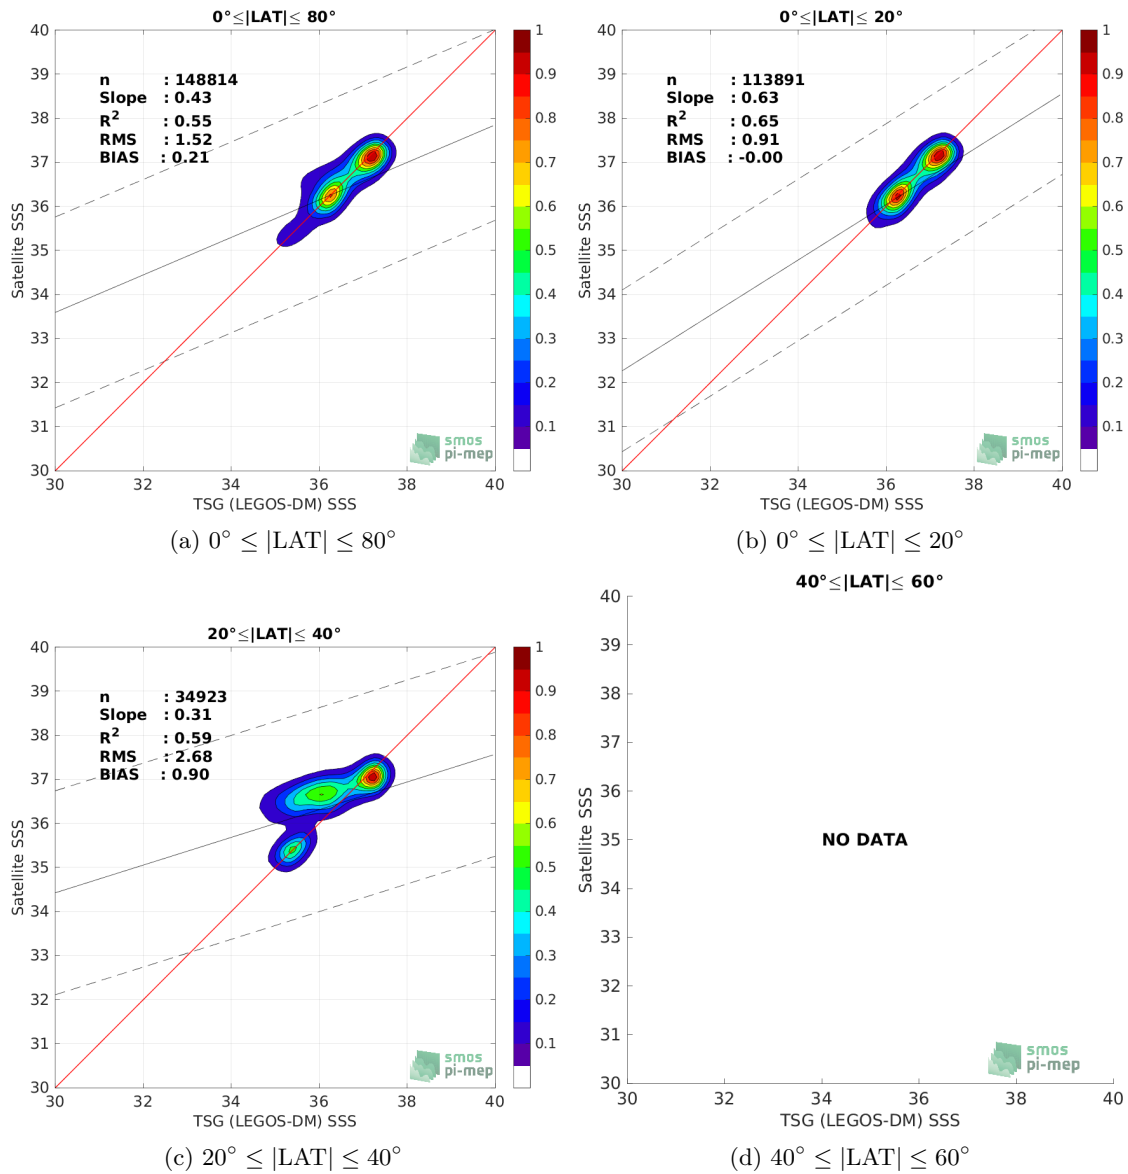 0°≤|LAT|≤ 80°
n : 148814
Slope : 0.43
R² : 0.55
RMS : 1.52
BIAS : 0.21
40
39
38
37
36
35
34
33
32
31
30
30 32 34 36 38 40
Satellite SSS
TSG (LEGOS-DM) SSS
1
0.9
0.8
0.7
0.6
0.5
0.4
0.3
0.2
0.1
smos
pi-mep
(a) 0° ≤ |LAT| ≤ 80°
0°≤|LAT|≤ 20°
n : 113891
Slope : 0.63
R² : 0.65
RMS : 0.91
BIAS : -0.00
40
39
38
37
36
35
34
33
32
31
30
30 32 34 36 38 40
Satellite SSS
TSG (LEGOS-DM) SSS
1
0.9
0.8
0.7
0.6
0.5
0.4
0.3
0.2
0.1
smos
pi-mep
(b) 0° ≤ |LAT| ≤ 20°
20°≤|LAT|≤ 40°
n : 34923
Slope : 0.31
R² : 0.59
RMS : 2.68
BIAS : 0.90
40
39
38
37
36
35
34
33
32
31
30
30 32 34 36 38 40
Satellite SSS
TSG (LEGOS-DM) SSS
1
0.9
0.8
0.7
0.6
0.5
0.4
0.3
0.2
0.1
smos
pi-mep
(c) 20° ≤ |LAT| ≤ 40°
40°≤|LAT|≤ 60°
40
39
38
37
36
35
34
33
32
31
30
30 32 34 36 38 40
Satellite SSS
NO DATA
TSG (LEGOS-DM) SSS
smos
pi-mep
(d) 40° ≤ |LAT| ≤ 60°